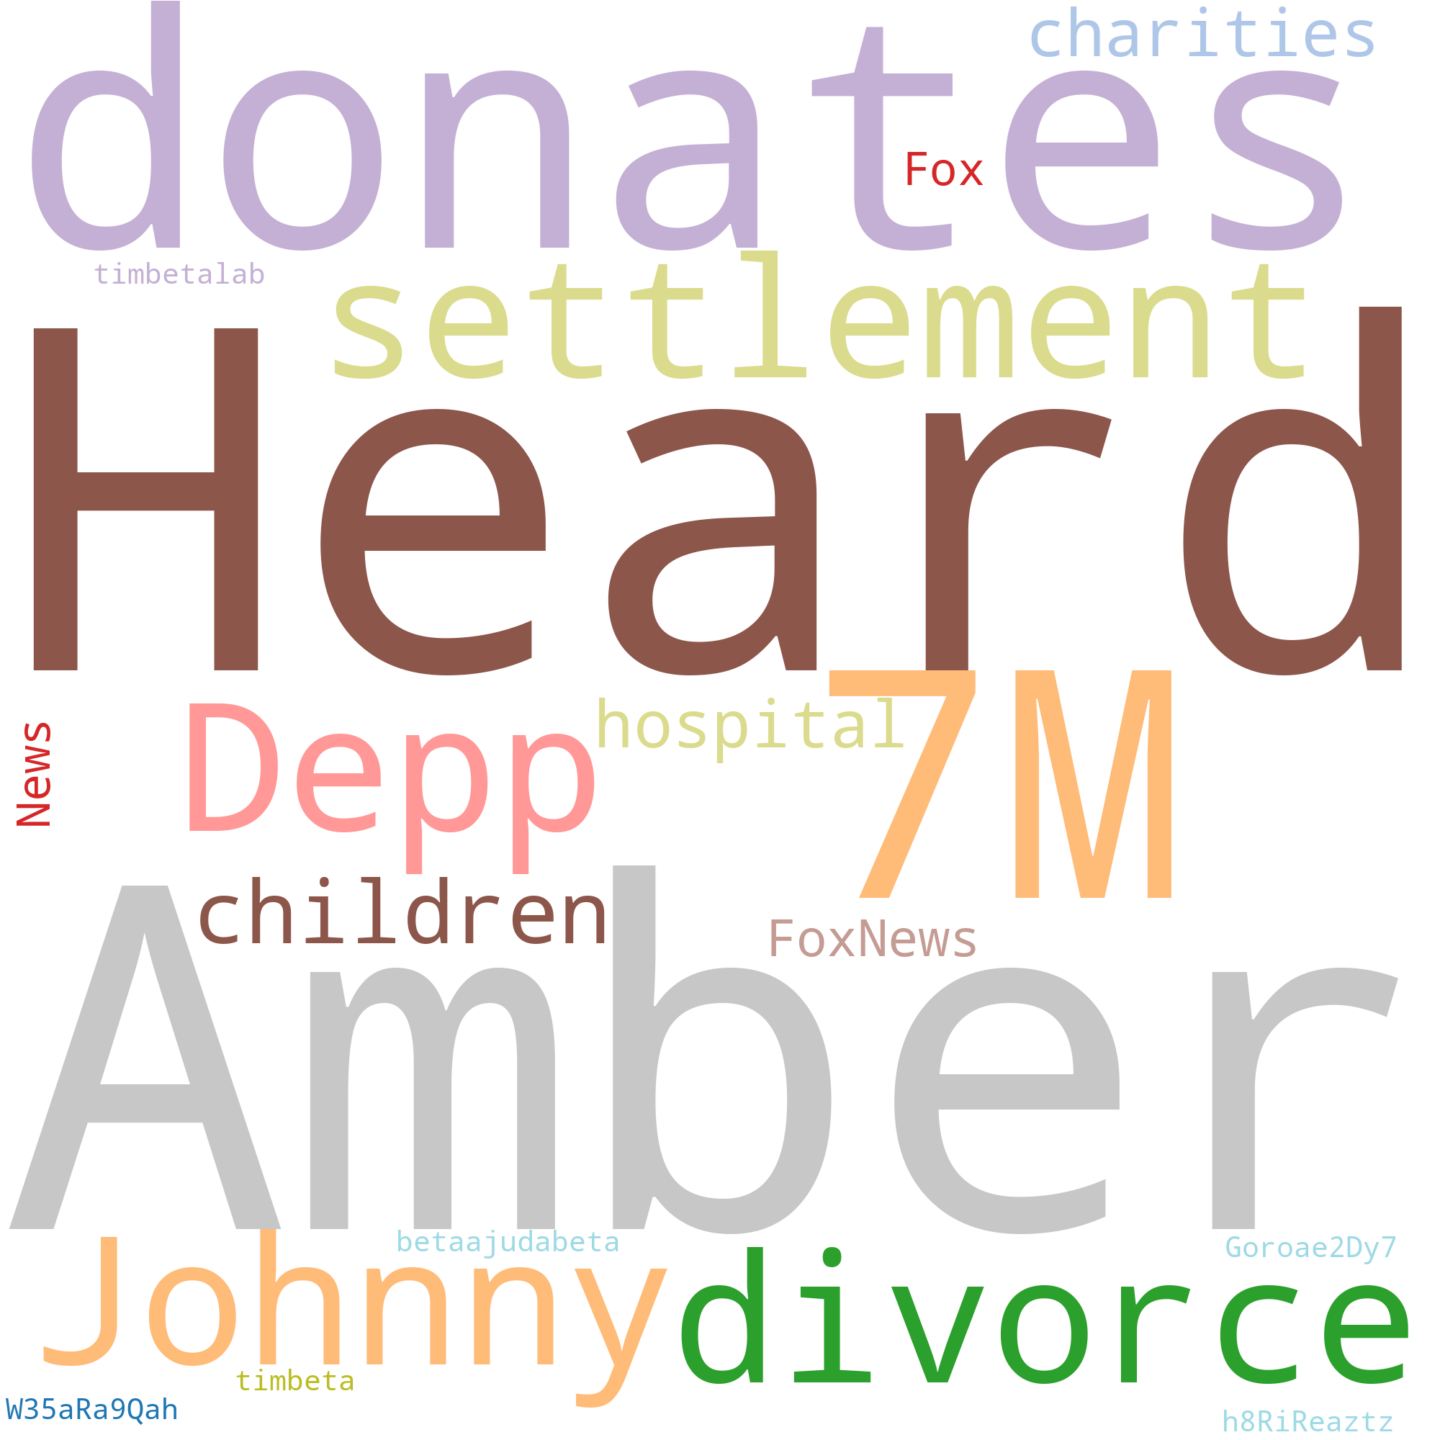 charities
donates
Fox
timbetalab
settlement
Heard
7M
hospital
Depp
News
children
FoxNews
Amber
betaajudabeta
Goroae2Dy7
Johnny
divorce
timbeta
W35aRa9Qah
h8RiReaztz